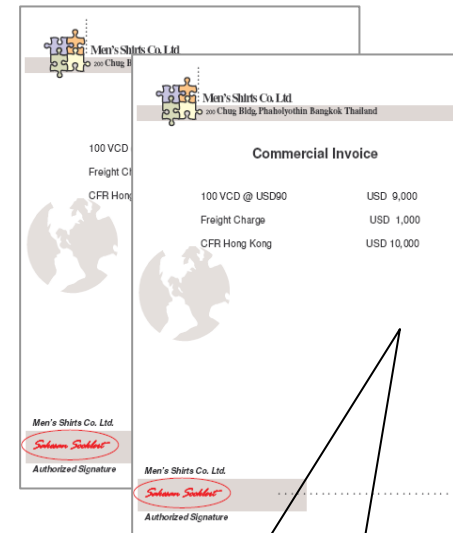 Men's Shirts Co. Ltd
200 Chug B
100 VCD
Freight Ch
CFR Hong
Men's Shirts Co. Ltd.
Authorized Signature
Men's Shirts Co. Ltd
200 Chug Bldg, Phaholyothin Bangkok Thailand
Commercial Invoice
100 VCD @ USD90 USD 9,000
Freight Charge USD 1,000
CFR Hong Kong USD 10,000
Men's Shirts Co. Ltd.
Authorized Signature